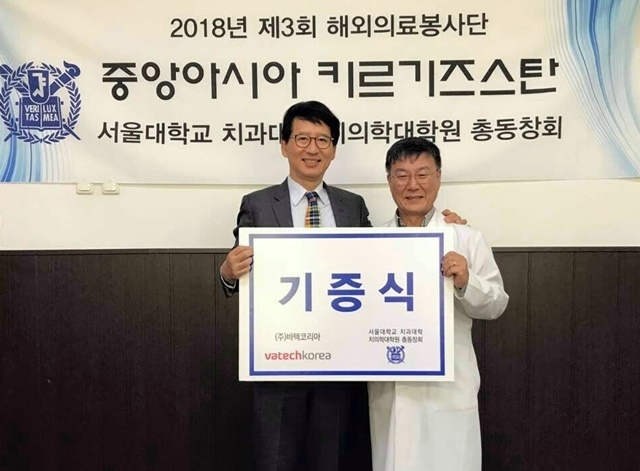 2018년 제3회 해외의료봉사단
중앙아시아 키르기즈스탄
서울대학교 치과대 치의학대학원 총동창회
VERI LUX
TAS MEA
기증식
(주)바텍코리아
vatechkorea
서울대학교 치과대학
치의학대학원 총동창회